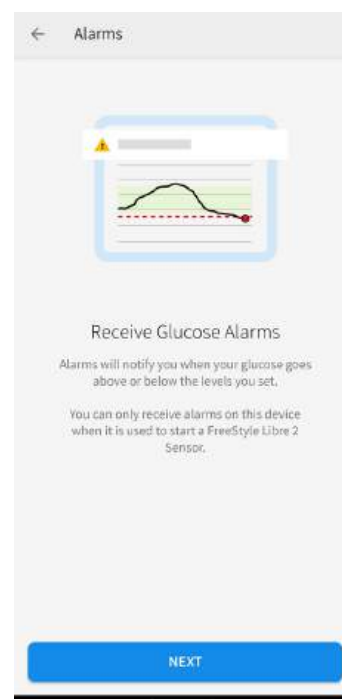 ← Alarms
Receive Glucose Alarms
Alarms will notify you when your glucose goes
above or below the levels you set.
You can only receive alarms on this device
when it is used to start a FreeStyle Libre 2
Sensor.
NEXT